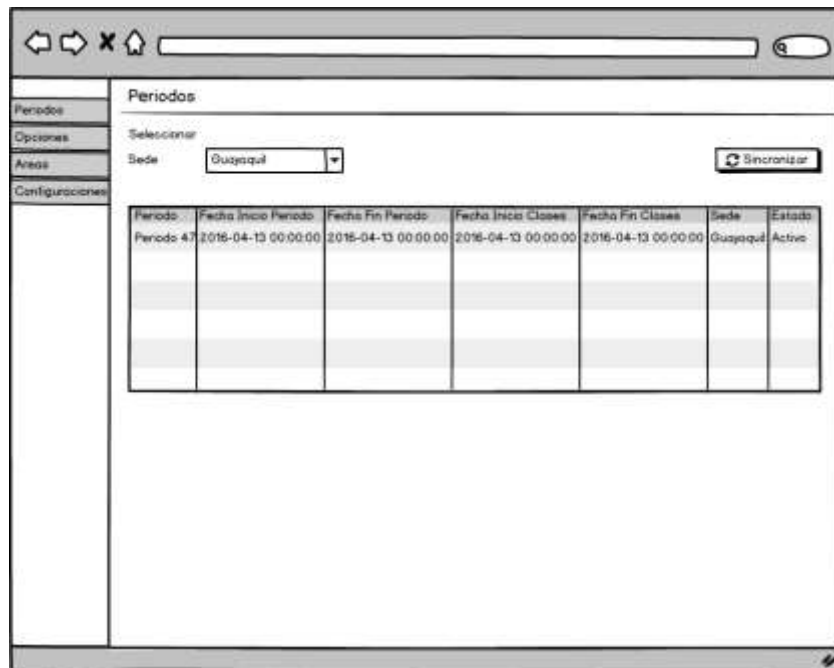 Periodos
Periodos
Opciones
Areas
Configuraciones
Seleccionar
Sede Guayaquil Sincronizar
Periodo Fecha Inicio Periodo Fecha Fin Periodo Fecha Inicio Clases Fecha Fin Clases Sede Estado
Periodo 47 2016-04-13 00:00:00 2016-04-13 00:00:00 2016-04-13 00:00:00 2016-04-13 00:00:00 Guayaquil Activo